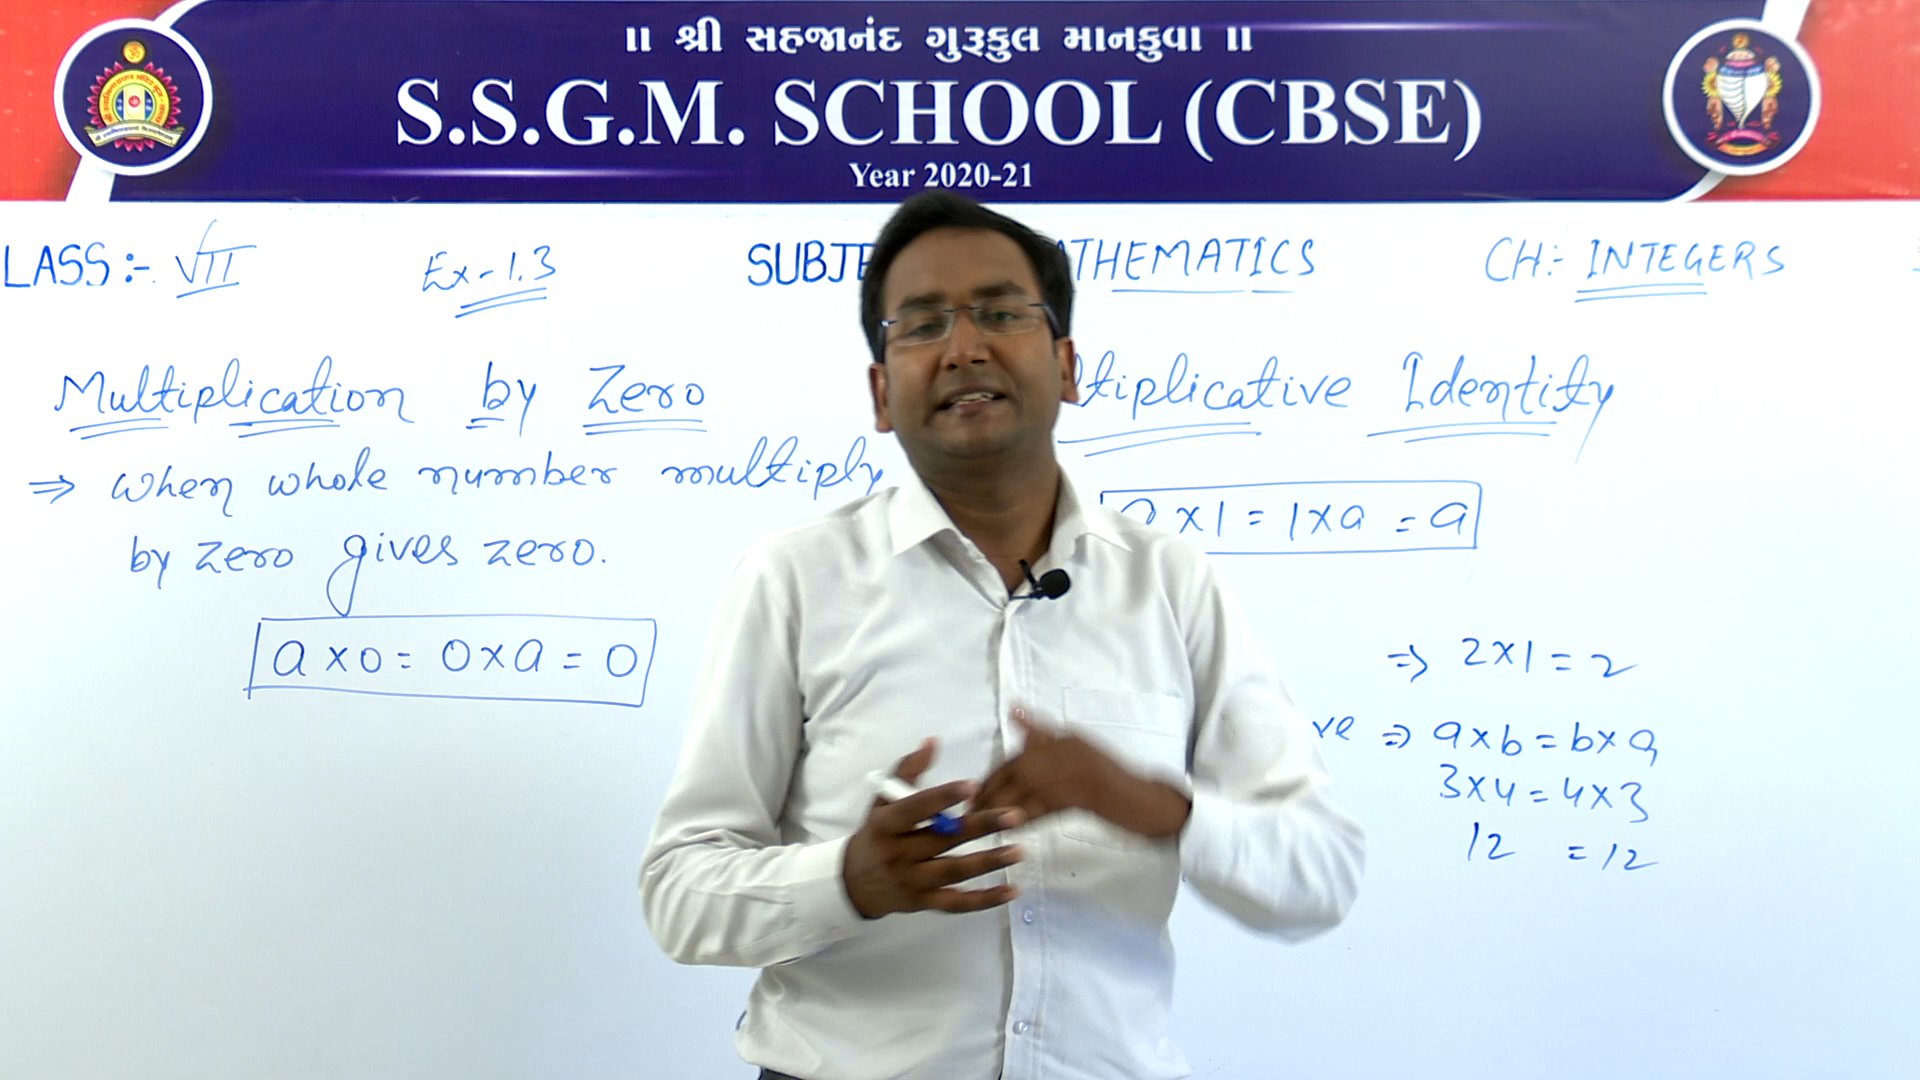 ॥ શ્રી સહજાનંદ ગુરૂકુલ માનકુવા ॥
S.S.G.M. SCHOOL (CBSE)
Year 2020-21
LASS :- VII Ex-1.3 SUBJE THEMATICS CH:- INTEGERS
Multiplication by Zero
⇒ when whole number multiply
by zero gives zero.
a x 0 = 0 x a = 0
tiplicative Identity
x 1 = 1 x a = a
⇒ 2 x 1 = 2
ve ⇒ a x b = b x a
3 x 4 = 4 x 3
12 = 12